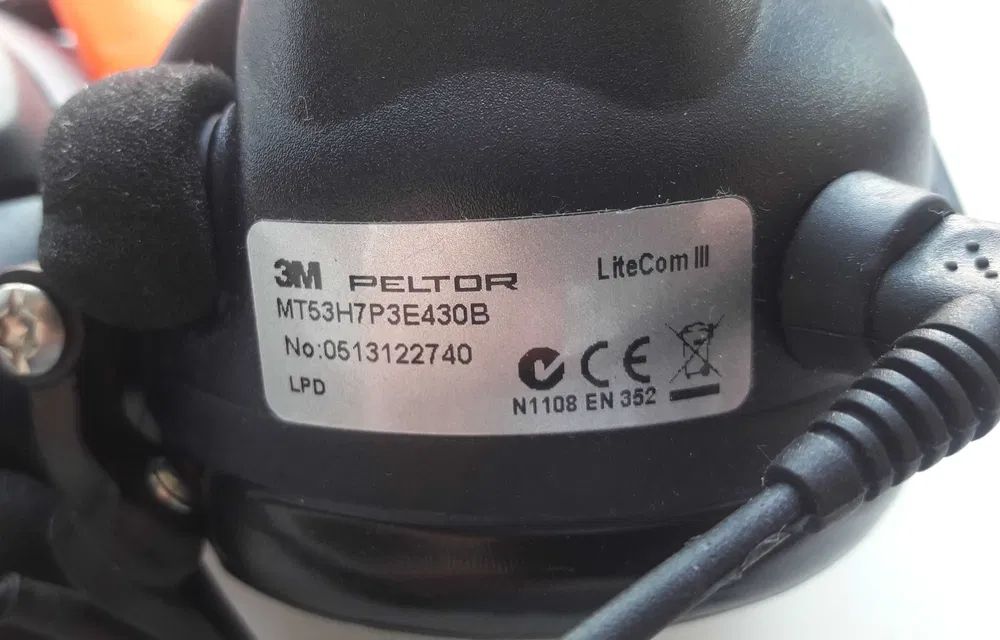 3M PELTOR
LiteCom III
MT53H7P3E430B
No:0513122740
LPD
CE
N1108 EN 352